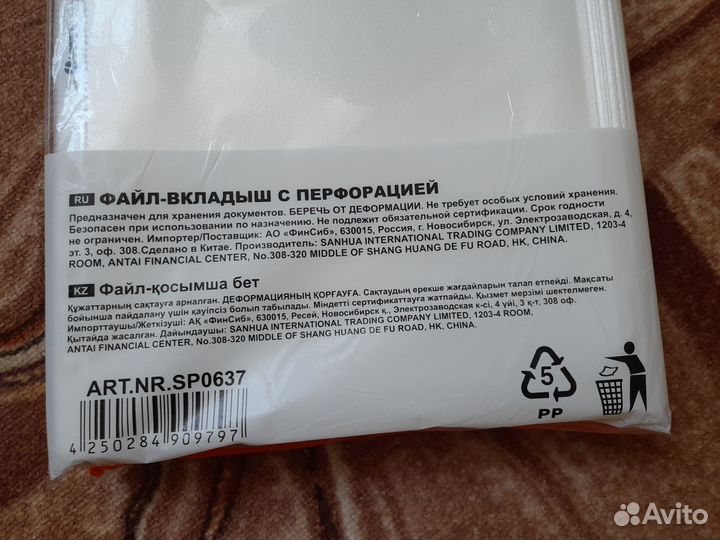 RU ФАЙЛ-ВКЛАДЫШ С ПЕРФОРАЦИЕЙ
Предназначен для хранения документов. БЕРЕЧЬ ОТ ДЕФОРМАЦИИ. Не требует особых условий хранения.
Безопасен при использовании по назначению. Не подлежит обязательной сертификации. Срок годности
не ограничен. Импортер/Поставщик: АО «ФинСиб», 630015, Россия, г. Новосибирск, ул. Электрозаводская, д. 4,
эт. 3, оф. 308.Сделано в Китае. Производитель: SANHUA INTERNATIONAL TRADING COMPANY LIMITED, 1203-4
ROOM, ANTAI FINANCIAL CENTER, No.308-320 MIDDLE OF SHANG HUANG DE FU ROAD, HK, CHINA.
KZ Файл-қосымша бет
Құжаттарның сақтауға арналған. ДЕФОРМАЦИЯНЫҢ ҚОРҒАУҒА. Сақтаудың ерекше жағдайларын талап етпейді. Мақсаты
бойынша пайдалану үшін қауіпсіз болып табылады. Міндетті сертификаттауға жатпайды. Қызмет мерзімі шектелмеген.
Импорттаушы/Жеткізуші: АҚ «ФинСиб», 630015, Ресей, Новосибирск қ., Электрозаводская к-сі, 4 үйі, 3 қ-т, 308 оф.
Қытайда жасалған. Дайындаушы: SANHUA INTERNATIONAL TRADING COMPANY LIMITED, 1203-4 ROOM,
ANTAI FINANCIAL CENTER, No.308-320 MIDDLE OF SHANG HUANG DE FU ROAD, HK, CHINA.
ART.NR.SP0637
4 250284 909797
5
PP
Avito